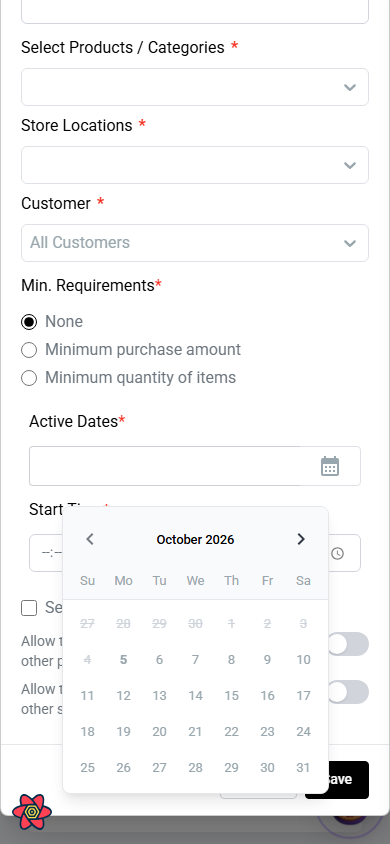 Select Products / Categories *
Store Locations *
Customer *
All Customers
Min. Requirements*
None
Minimum purchase amount
Minimum quantity of items
Active Dates*
Start
--:--
October 2026
Su Mo Tu We Th Fr Sa
27 28 29 30 1 2 3
4 5 6 7 8 9 10
11 12 13 14 15 16 17
18 19 20 21 22 23 24
25 26 27 28 29 30 31
Allow
other
Allow
other